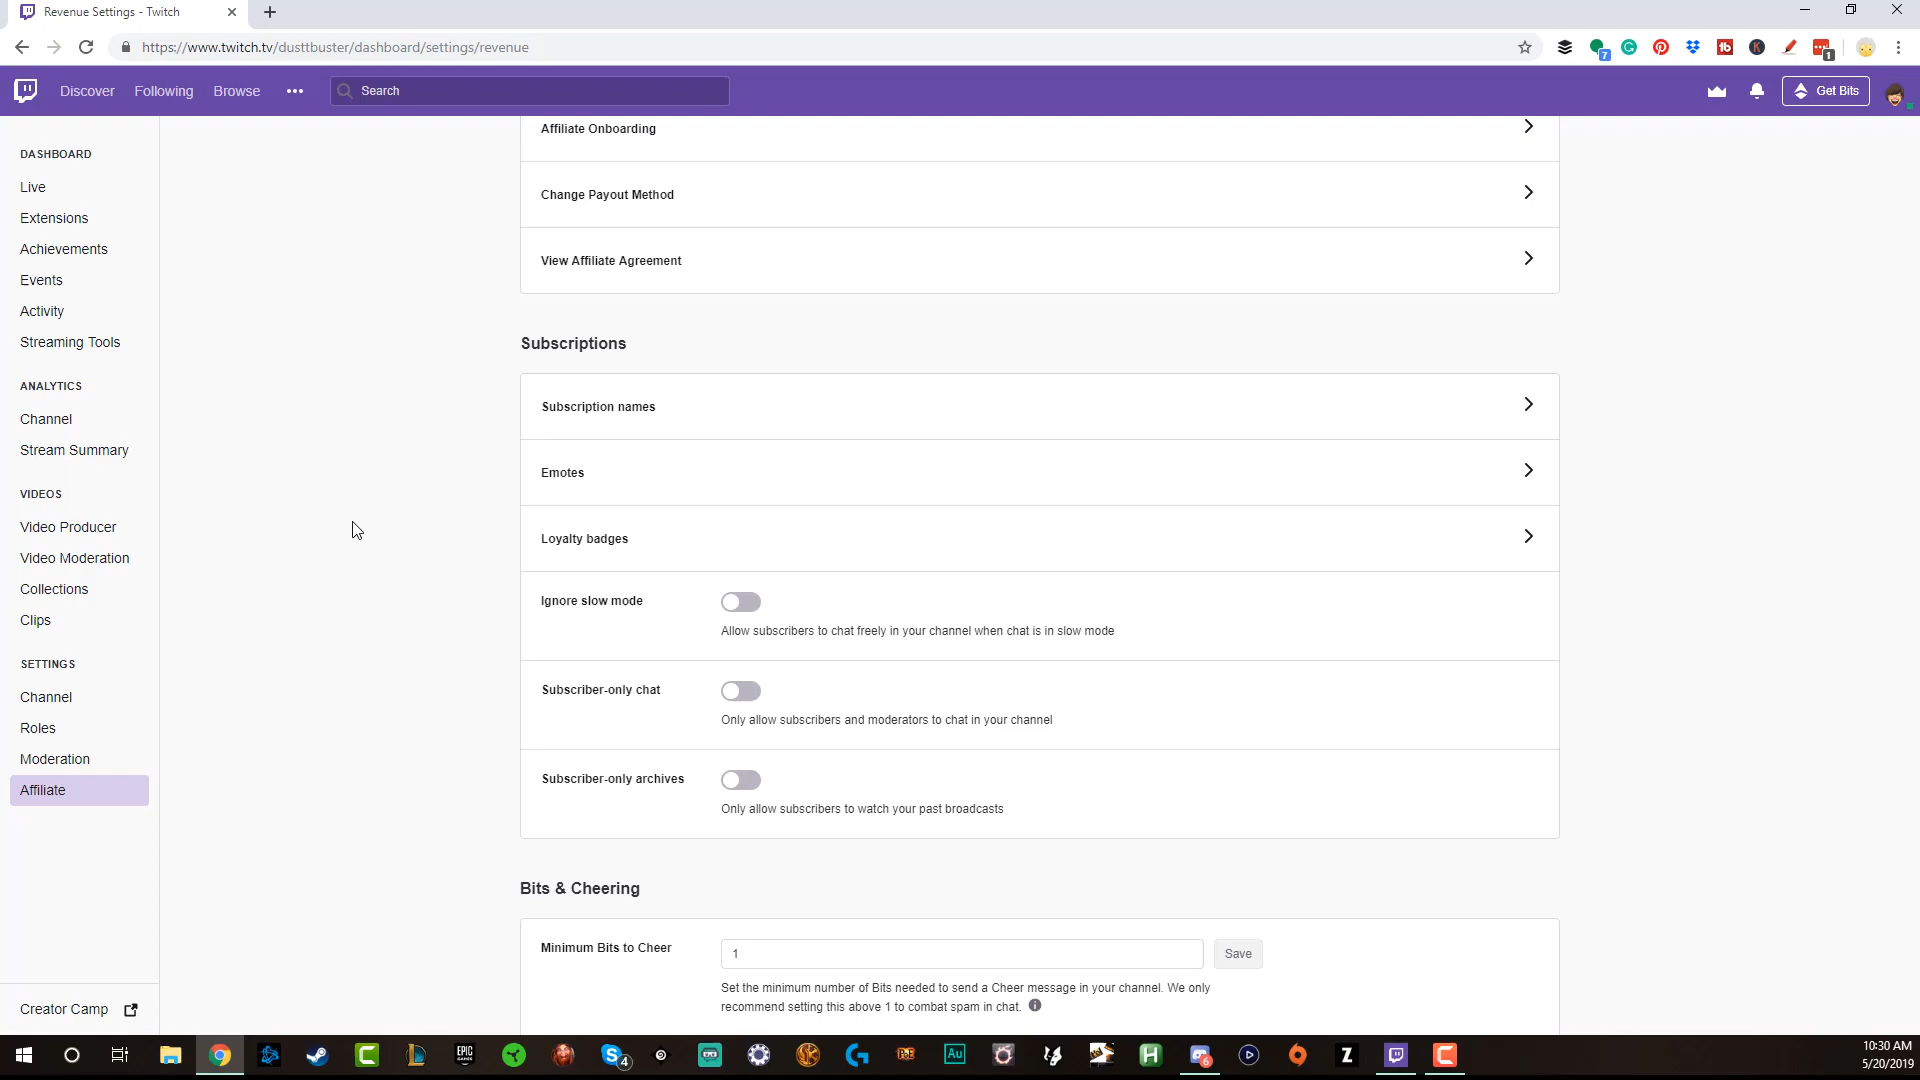 Revenue Settings - Twitch
https://www.twitch.tv/dusttbuster/dashboard/settings/revenue
7
1
Discover
Following
Browse
Search
Get Bits
DASHBOARD
Live
Extensions
Achievements
Events
Activity
Streaming Tools
ANALYTICS
Channel
Stream Summary
VIDEOS
Video Producer
Video Moderation
Collections
Clips
SETTINGS
Channel
Roles
Moderation
Affiliate
Creator Camp
Affiliate Onboarding
Change Payout Method
View Affiliate Agreement
Subscriptions
Subscription names
Emotes
Loyalty badges
Ignore slow mode
Allow subscribers to chat freely in your channel when chat is in slow mode
Subscriber-only chat
Only allow subscribers and moderators to chat in your channel
Subscriber-only archives
Only allow subscribers to watch your past broadcasts
Bits & Cheering
Minimum Bits to Cheer
1
Save
Set the minimum number of Bits needed to send a Cheer message in your channel. We only
recommend setting this above 1 to combat spam in chat.
EPIC
GAMES
4
Au
6
10:30 AM
5/20/2019